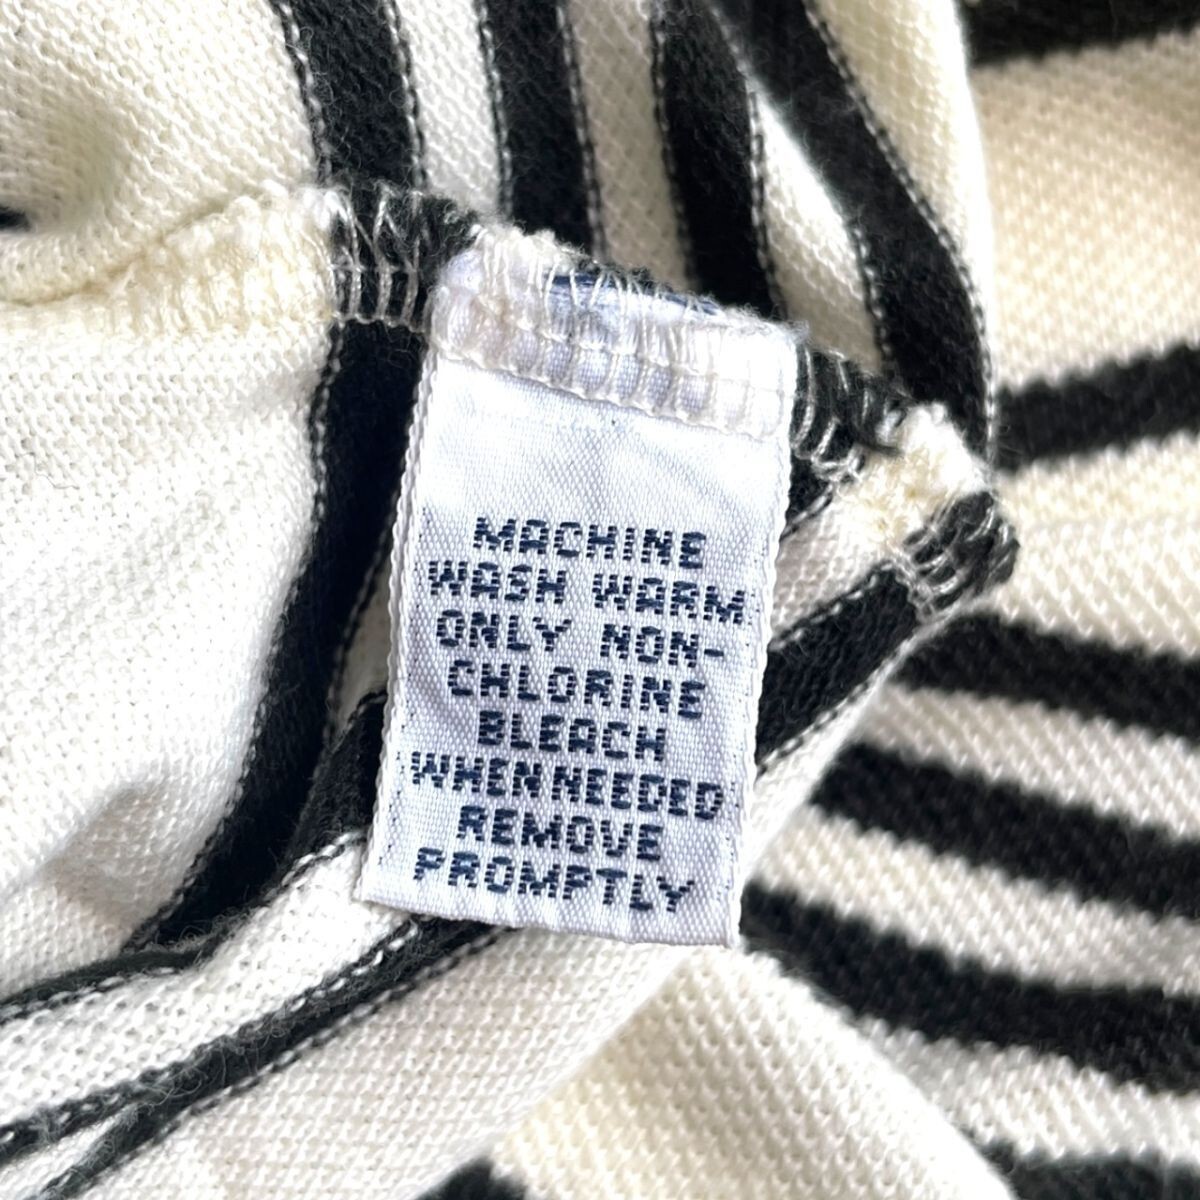 MACHINE
WASH WARM
ONLY NON-
CHLORINE
BLEACH
WHEN NEEDED
REMOVE
PROMPTLY